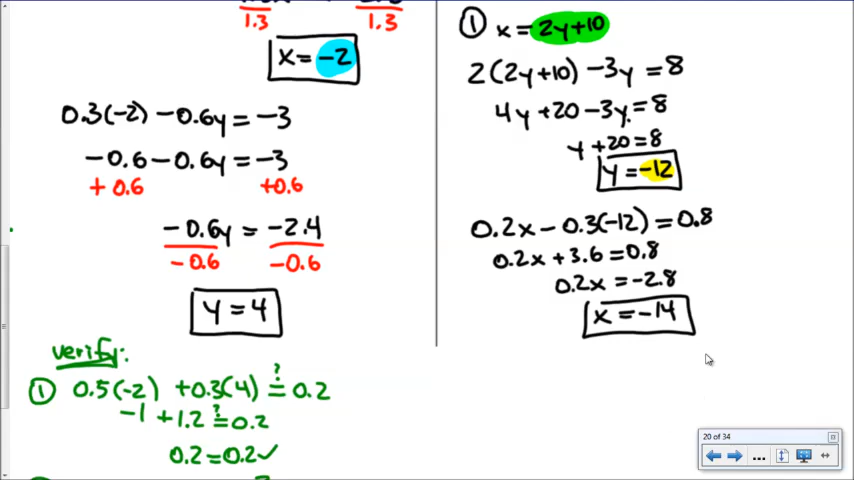 1.3 1.3
x = -2
0.3(-2) - 0.6y = -3
-0.6 - 0.6y = -3
+ 0.6 +0.6
-0.6y = -2.4
-0.6 -0.6
y = 4
verify:
① 0.5(-2) + 0.3(4) ≟ 0.2
-1 + 1.2 ≟ 0.2
0.2 = 0.2 ✓
① x = 2y+10
2(2y+10) - 3y = 8
4y + 20 - 3y = 8
y + 20 = 8
y = -12
0.2x - 0.3(-12) = 0.8
0.2x + 3.6 = 0.8
0.2x = -2.8
x = -14
20 of 34